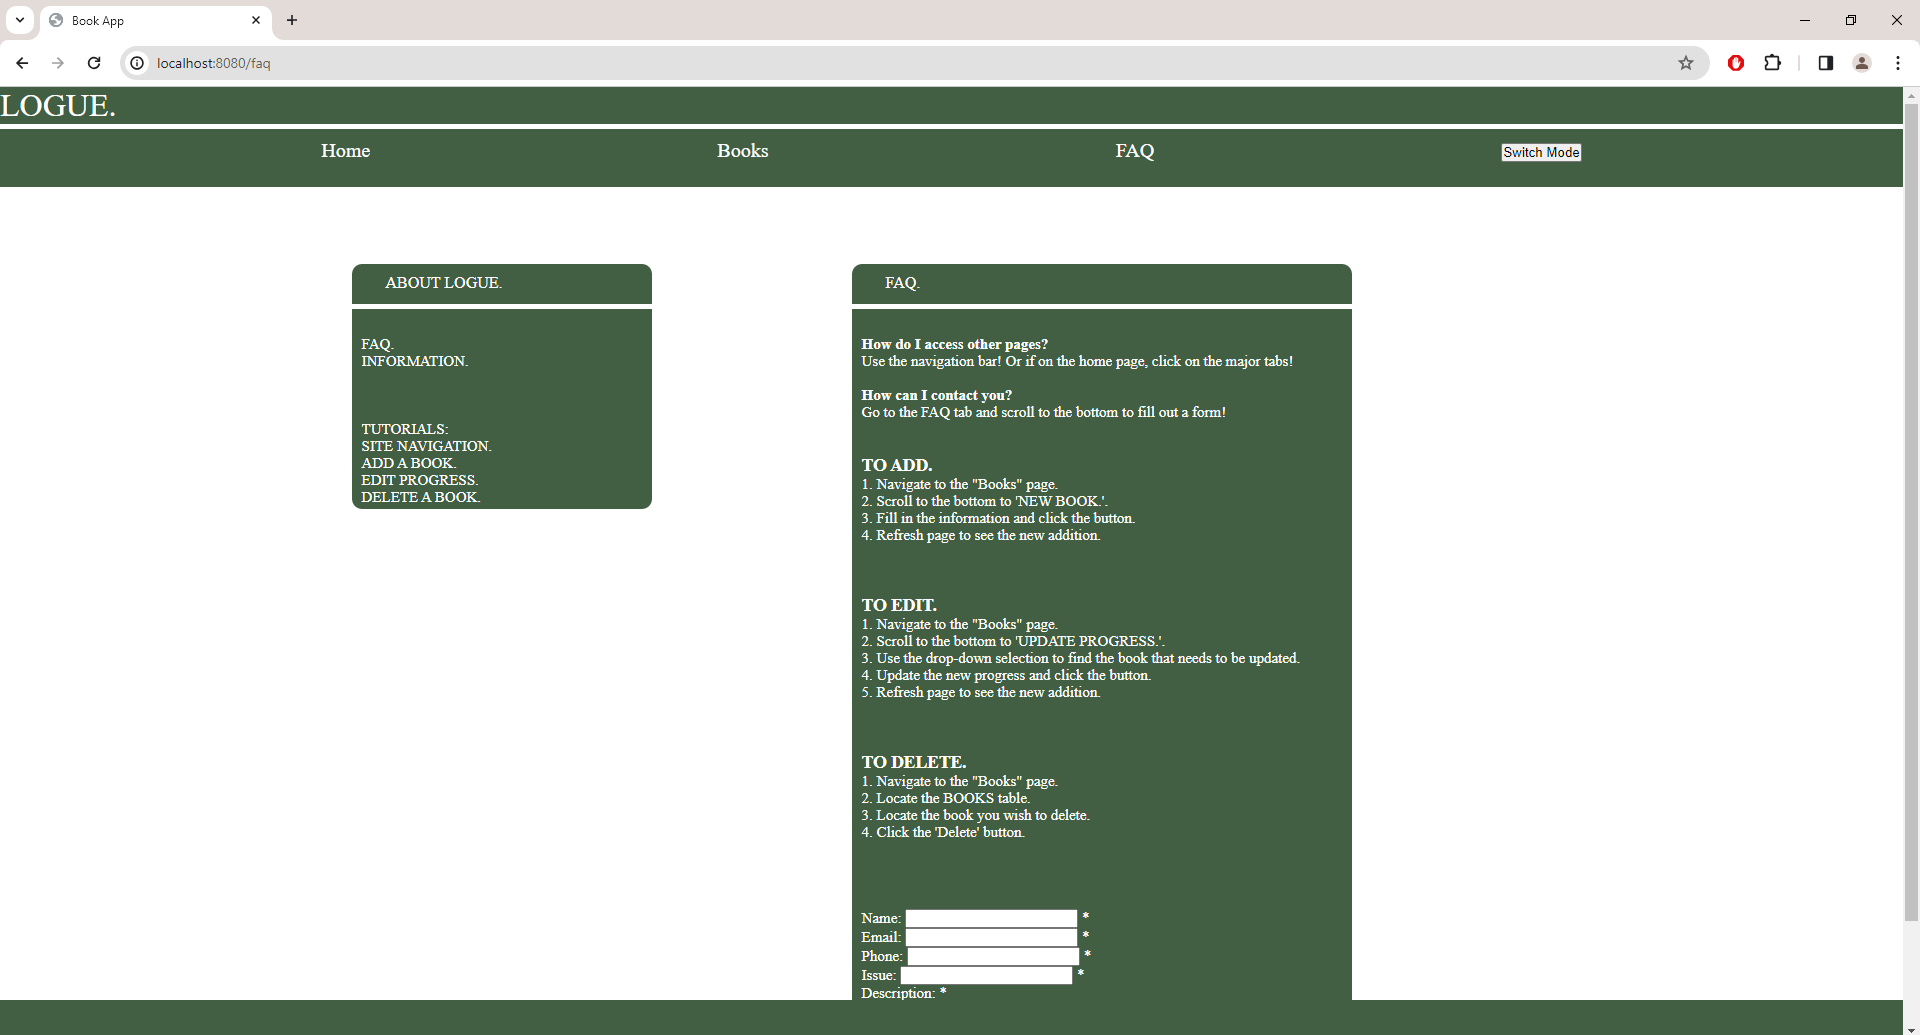 Book App
localhost:8080/faq
LOGUE.
Home Books FAQ Switch Mode
ABOUT LOGUE.
FAQ.
INFORMATION.
TUTORIALS:
SITE NAVIGATION.
ADD A BOOK.
EDIT PROGRESS.
DELETE A BOOK.
FAQ.
How do I access other pages?
Use the navigation bar! Or if on the home page, click on the major tabs!
How can I contact you?
Go to the FAQ tab and scroll to the bottom to fill out a form!
TO ADD.
1. Navigate to the "Books" page.
2. Scroll to the bottom to 'NEW BOOK.'.
3. Fill in the information and click the button.
4. Refresh page to see the new addition.
TO EDIT.
1. Navigate to the "Books" page.
2. Scroll to the bottom to 'UPDATE PROGRESS.'.
3. Use the drop-down selection to find the book that needs to be updated.
4. Update the new progress and click the button.
5. Refresh page to see the new addition.
TO DELETE.
1. Navigate to the "Books" page.
2. Locate the BOOKS table.
3. Locate the book you wish to delete.
4. Click the 'Delete' button.
Name: *
Email: *
Phone: *
Issue: *
Description: *